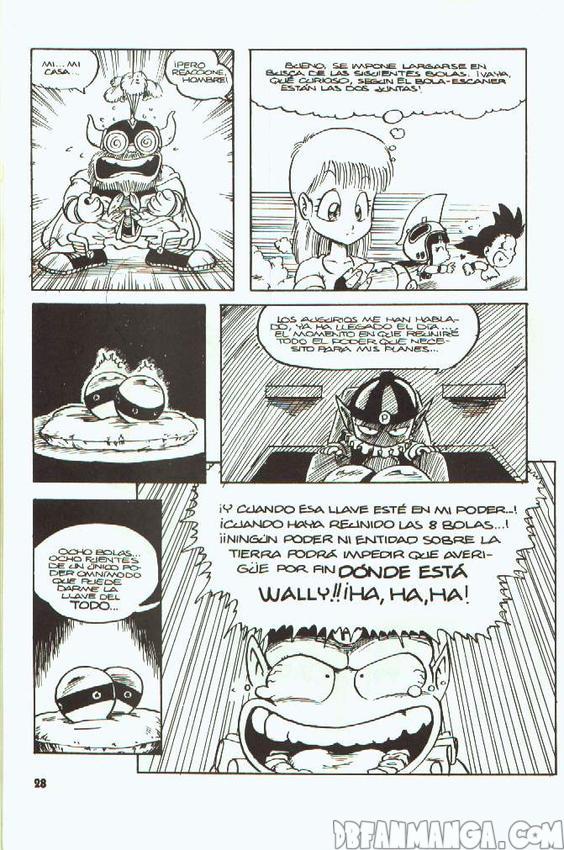 MI... MI
CASA...
¡PERO
REACCIONE,
HOMBRE!
BUENO, SE IMPONE LARGARSE EN
BUSCA DE LAS SIGUIENTES BOLAS. ¡VAYA,
QUÉ CURIOSO, SEGÚN EL BOLA-ESCANER
ESTÁN LAS DOS JUNTAS!
LOS AUGURIOS ME HAN HABLA-
DO, YA HA LLEGADO EL DÍA...,
EL MOMENTO EN QUE REUNIRÉ
TODO EL PODER QUE NECE-
SITO PARA MIS PLANES...
P
OCHO BOLAS...
OCHO FUENTES
DE UN ÚNICO PO-
DER OMNÍMODO
QUE PUEDE
DARME LA
LLAVE DEL
TODO...
¡Y CUANDO ESA LLAVE ESTÉ EN MI PODER..!
¡CUANDO HAYA REUNIDO LAS 8 BOLAS...!
¡¡NINGÚN PODER NI ENTIDAD SOBRE LA
TIERRA PODRÁ IMPEDIR QUE AVERI-
GÜE POR FIN DÓNDE ESTÁ
WALLY!! ¡HA, HA, HA!
28
DBFANMANGA.COM